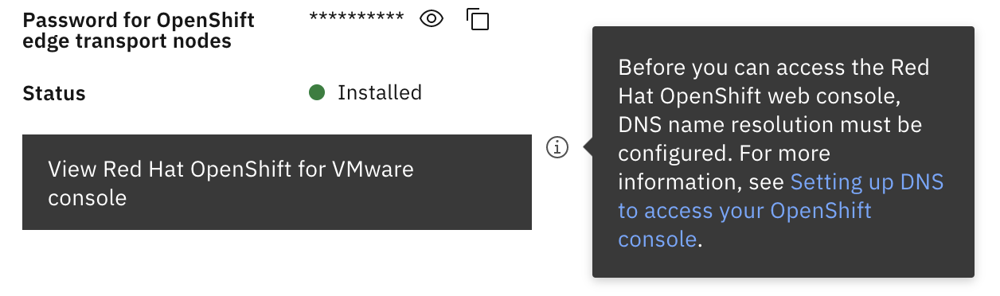 Password for OpenShift
edge transport nodes
**********
Status
Installed
View Red Hat OpenShift for VMware
console
Before you can access the Red
Hat OpenShift web console,
DNS name resolution must be
configured. For more
information, see Setting up DNS
to access your OpenShift
console.